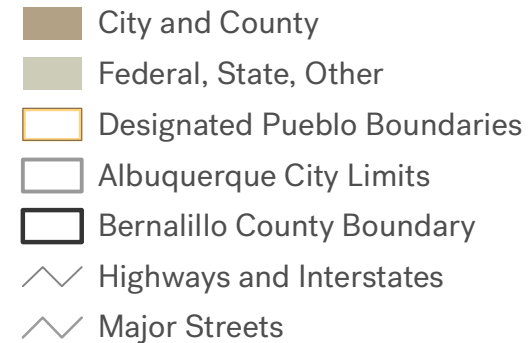 City and County
Federal, State, Other
Designated Pueblo Boundaries
Albuquerque City Limits
Bernalillo County Boundary
Highways and Interstates
Major Streets